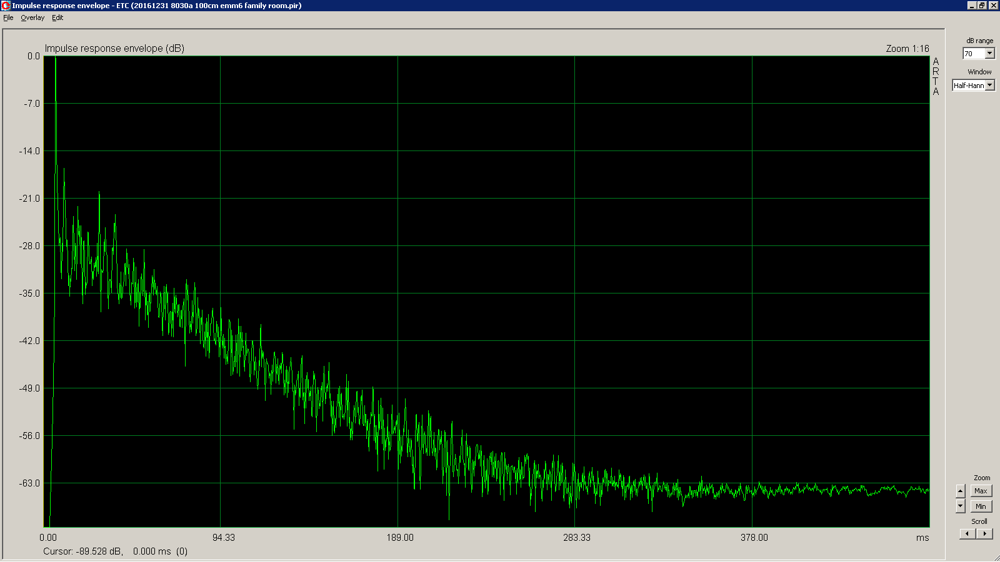 Impulse response envelope - ETC (20161231 8030a 100cm emm6 family room.pir)
File Overlay Edit
Impulse response envelope (dB)
Zoom 1:16
dB range
70
Window
Half-Hann
A
R
T
A
0.0
-7.0
-14.0
-21.0
-28.0
-35.0
-42.0
-49.0
-56.0
-63.0
0.00 94.33 189.00 283.33 378.00 ms
Cursor: -89.528 dB, 0.000 ms (0)
Zoom
Max
Min
Scroll